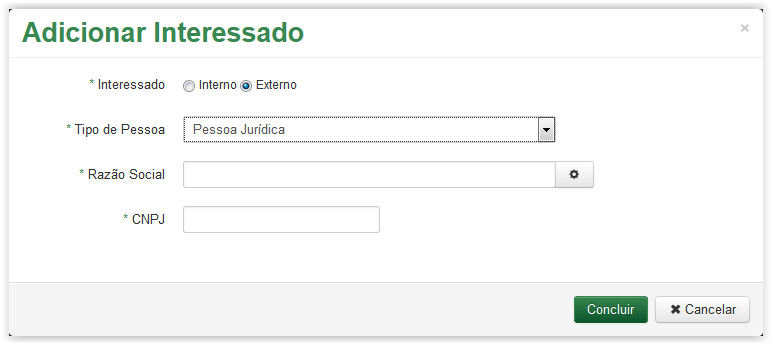 Adicionar Interessado ×
* Interessado Interno Externo
* Tipo de Pessoa Pessoa Jurídica
* Razão Social
* CNPJ
Concluir ✖ Cancelar